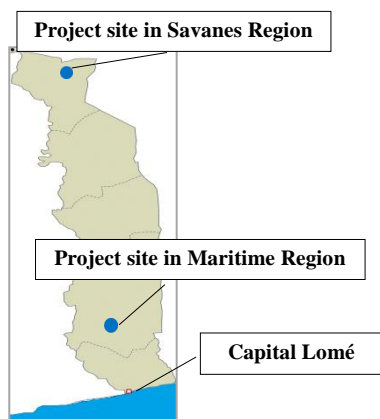 Project site in Savanes Region
Project site in Maritime Region
Capital Lomé